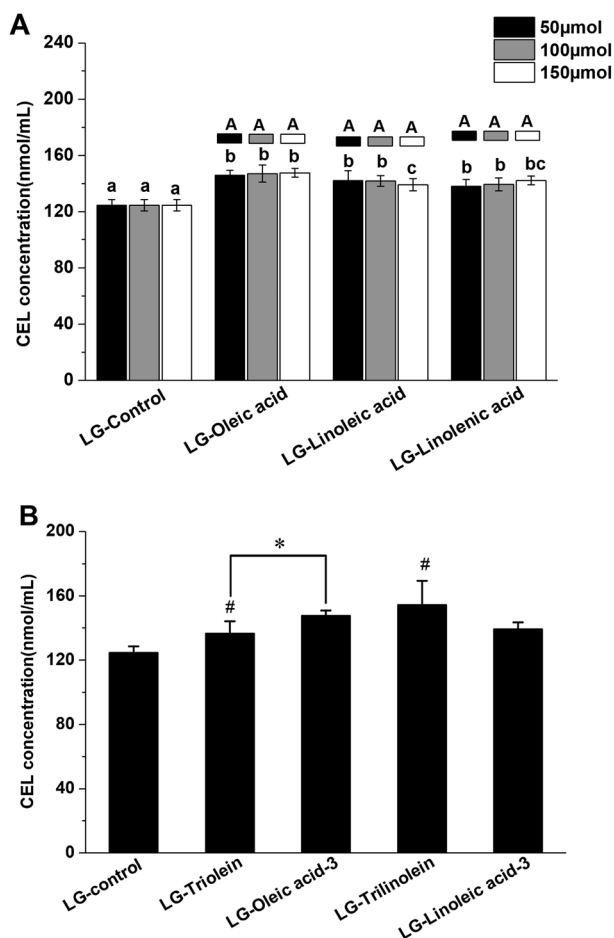 A
50μmol
100μmol
150μmol
CEL concentration(nmol/mL)
240
200
160
120
80
40
0
A A A A A A A A A
a a a b b b b b c b b bc
LG-Control
LG-Oleic acid
LG-Linoleic acid
LG-Linolenic acid
B
CEL concentration(nmol/mL)
200
160
120
80
40
0
*
# #
LG-control
LG-Triolein
LG-Oleic acid-3
LG-Trilinolein
LG-Linoleic acid-3